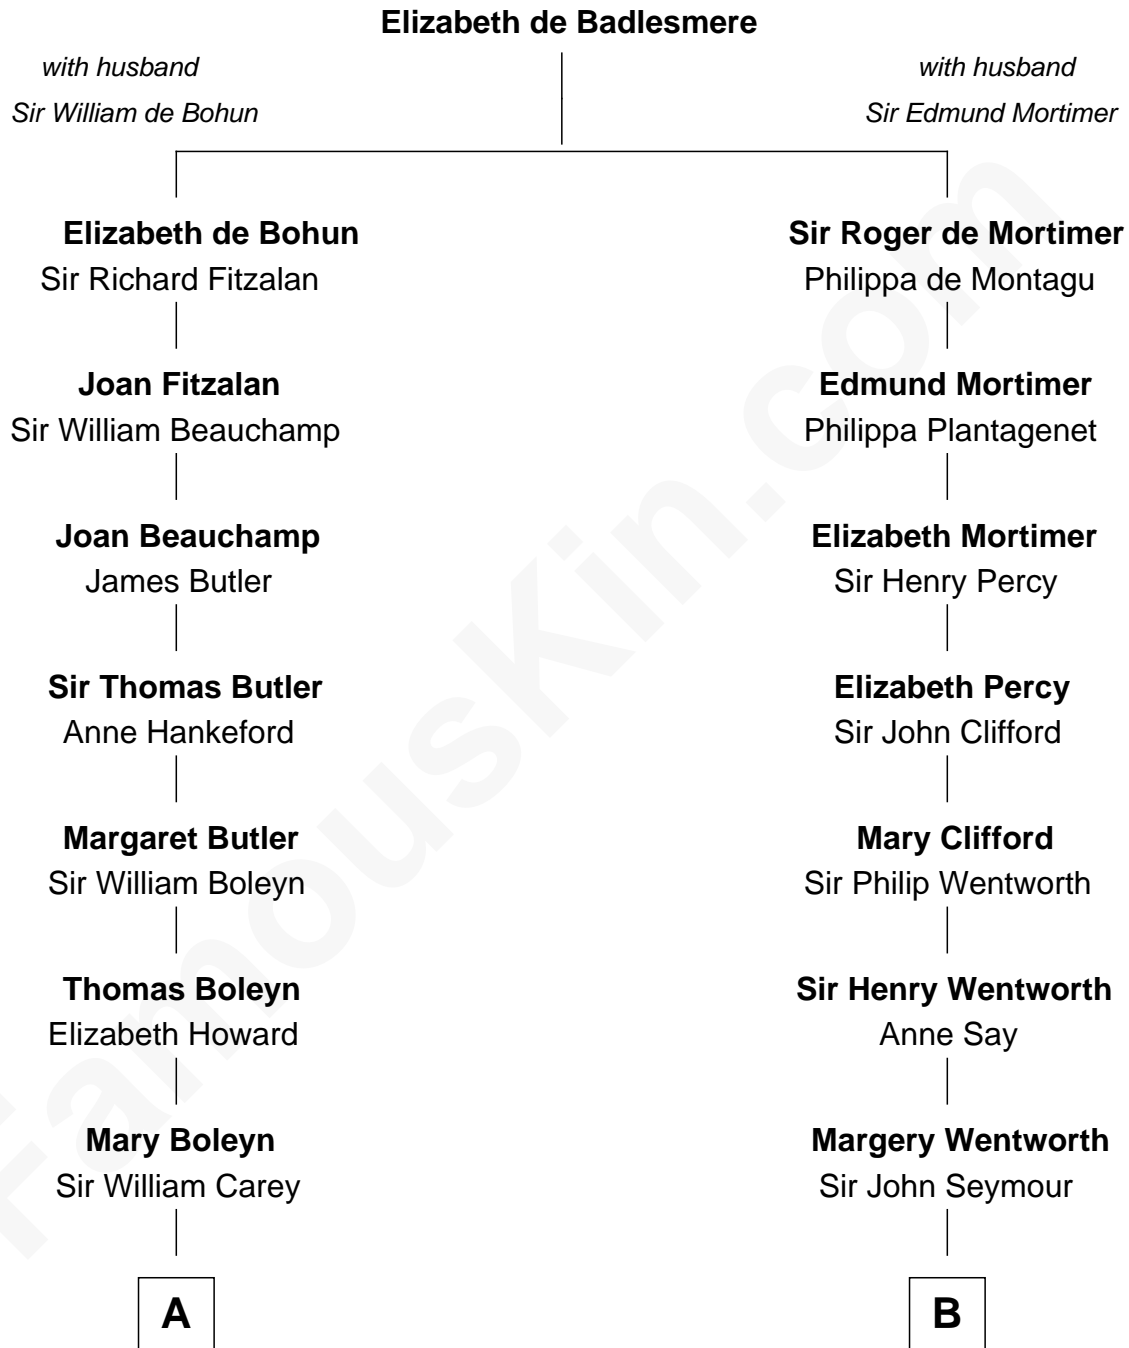 Elizabeth de Badlesmere
with husband
Sir William de Bohun
with husband
Sir Edmund Mortimer
Elizabeth de Bohun
Sir Richard Fitzalan
Sir Roger de Mortimer
Philippa de Montagu
Joan Fitzalan
Sir William Beauchamp
Edmund Mortimer
Philippa Plantagenet
Joan Beauchamp
James Butler
Elizabeth Mortimer
Sir Henry Percy
Sir Thomas Butler
Anne Hankeford
Elizabeth Percy
Sir John Clifford
Margaret Butler
Sir William Boleyn
Mary Clifford
Sir Philip Wentworth
Thomas Boleyn
Elizabeth Howard
Sir Henry Wentworth
Anne Say
Mary Boleyn
Sir William Carey
Margery Wentworth
Sir John Seymour
A
B
FamousKin.com